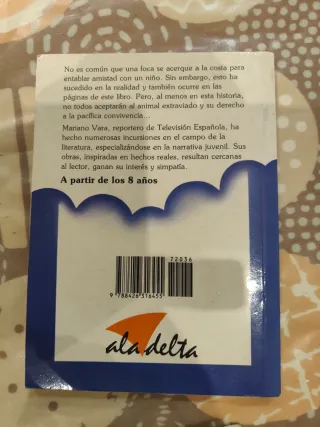 No es común que una foca se acerque a la costa para
entablar amistad con un niño. Sin embargo, esto ha
sucedido en la realidad y también ocurre en las
páginas de este libro. Pero, al menos en esta historia,
no todos aceptarán al animal extraviado y su derecho
a la pacífica convivencia...
Mariano Vara, reportero de Televisión Española, ha
hecho numerosas incursiones en el campo de la
literatura, especializándose en la narrativa juvenil. Sus
obras, inspiradas en hechos reales, resultan cercanas
al lector, ganan su interés y simpatía.
A partir de los 8 años
72036
9 788426 316455
ala delta